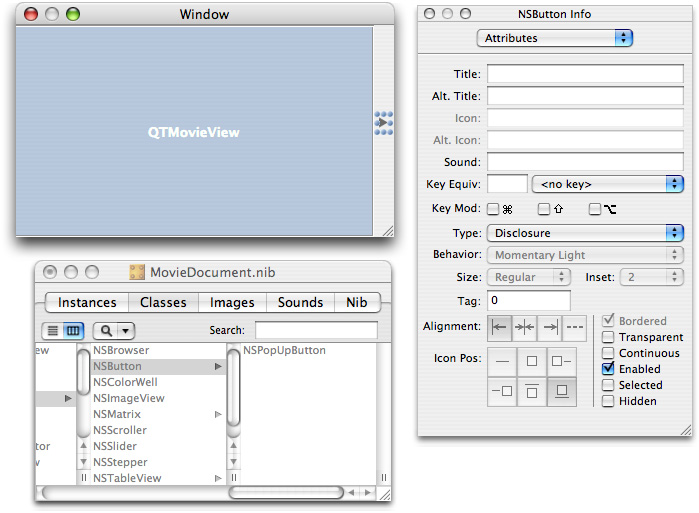 Window
QTMovieView
MovieDocument.nib
Instances Classes Images Sounds Nib
Search:
ew NSBrowser NSPopUpButton
NSButton
NSColorWell
NSImageView
NSMatrix
NSScroller
tor NSSlider
w NSStepper
NSTableView
NSButton Info
Attributes
Title:
Alt. Title:
Icon:
Alt. Icon:
Sound:
Key Equiv: <no key>
Key Mod: ⌘ ⇧ ⌥
Type: Disclosure
Behavior: Momentary Light
Size: Regular Inset: 2
Tag: 0
Alignment: Bordered
Transparent
Icon Pos: Continuous
Enabled
Selected
Hidden